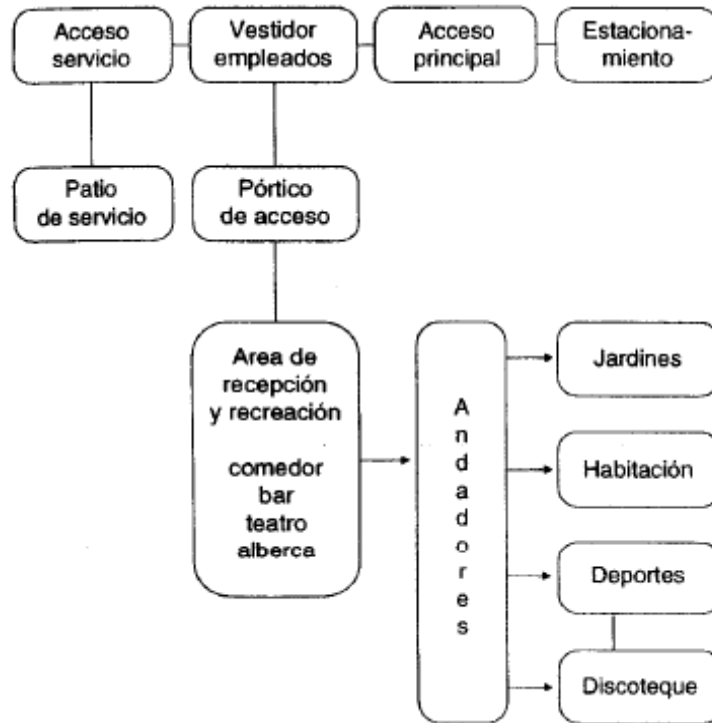 Acceso
servicio
Vestidor
empleados
Acceso
principal
Estaciona-
miento
Patio
de servicio
Pórtico
de acceso
Area de
recepción
y recreación
comedor
bar
teatro
alberca
Andadores
Jardines
Habitación
Deportes
Discoteque